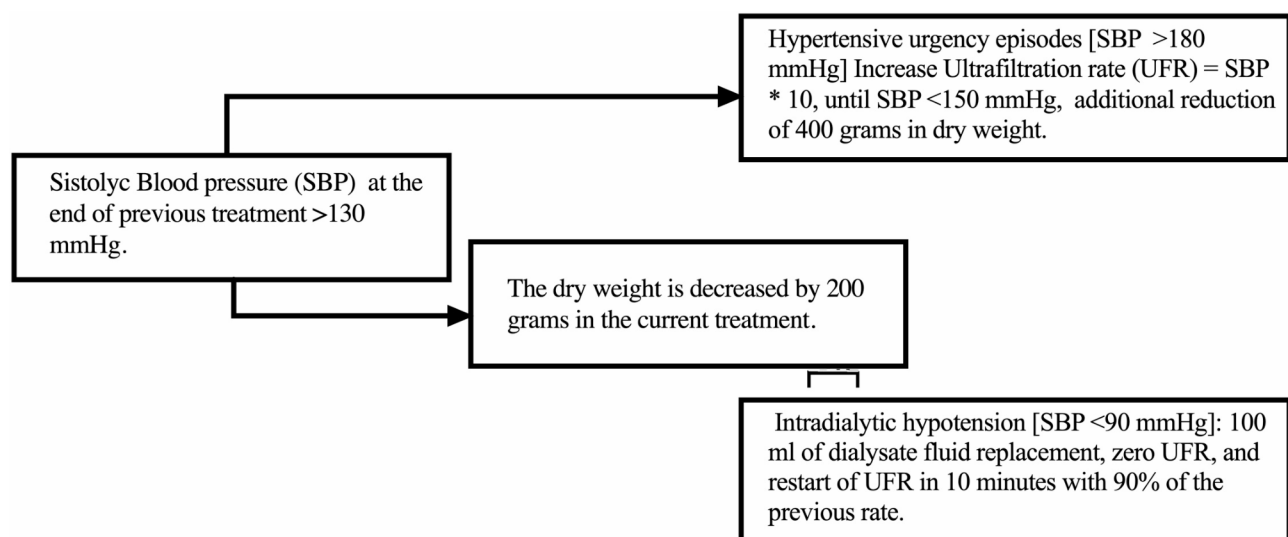 Hypertensive urgency episodes [SBP >180
mmHg] Increase Ultrafiltration rate (UFR) = SBP
* 10, until SBP <150 mmHg, additional reduction
of 400 grams in dry weight.
Sistolyc Blood pressure (SBP) at the
end of previous treatment >130
mmHg.
The dry weight is decreased by 200
grams in the current treatment.
Intradialytic hypotension [SBP <90 mmHg]: 100
ml of dialysate fluid replacement, zero UFR, and
restart of UFR in 10 minutes with 90% of the
previous rate.